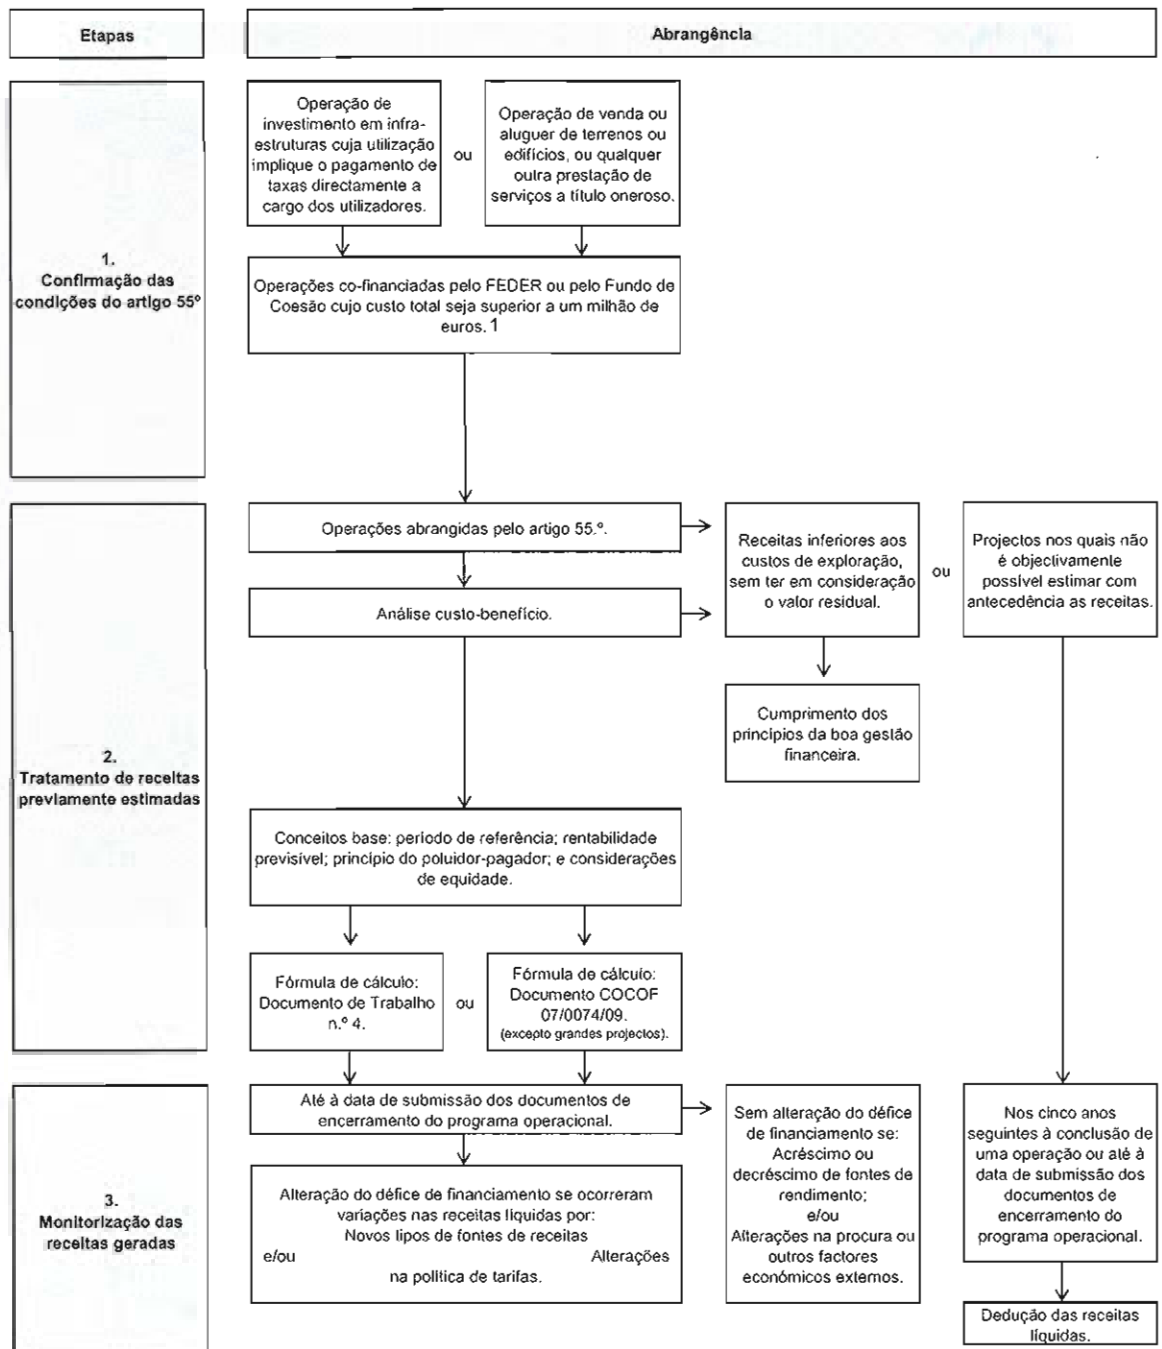 Etapas
Abrangência
1.
Confirmação das
condições do artigo 55º
Operação de
investimento em infra-
estruturas cuja utilização
implique o pagamento de
taxas directamente a
cargo dos utilizadores.
ou
Operação de venda ou
aluguer de terrenos ou
edifícios, ou qualquer
outra prestação de
serviços a título oneroso.
Operações co-financiadas pelo FEDER ou pelo Fundo de
Coesão cujo custo total seja superior a um milhão de
euros. 1
2.
Tratamento de receitas
previamente estimadas
Operações abrangidas pelo artigo 55.º.
Análise custo-benefício.
Receitas inferiores aos
custos de exploração,
sem ter em consideração
o valor residual.
ou
Projectos nos quais não
é objectivamente
possível estimar com
antecedência as receitas.
Cumprimento dos
princípios da boa gestão
financeira.
Conceitos base: período de referência; rentabilidade
previsível; princípio do poluidor-pagador; e considerações
de equidade.
Fórmula de cálculo:
Documento de Trabalho
n.º 4.
ou
Fórmula de cálculo:
Documento COCOF
07/0074/09.
(excepto grandes projectos).
3.
Monitorização das
receitas geradas
Até à data de submissão dos documentos de
encerramento do programa operacional.
Alteração do défice de financiamento se ocorreram
variações nas receitas líquidas por:
Novos tipos de fontes de receitas
e/ou Alterações
na política de tarifas.
Sem alteração do défice
de financiamento se:
Acréscimo ou
decréscimo de fontes de
rendimento;
e/ou
Alterações na procura ou
outros factores
económicos externos.
Nos cinco anos
seguintes à conclusão de
uma operação ou até à
data de submissão dos
documentos de
encerramento do
programa operacional.
Dedução das receitas
líquidas.